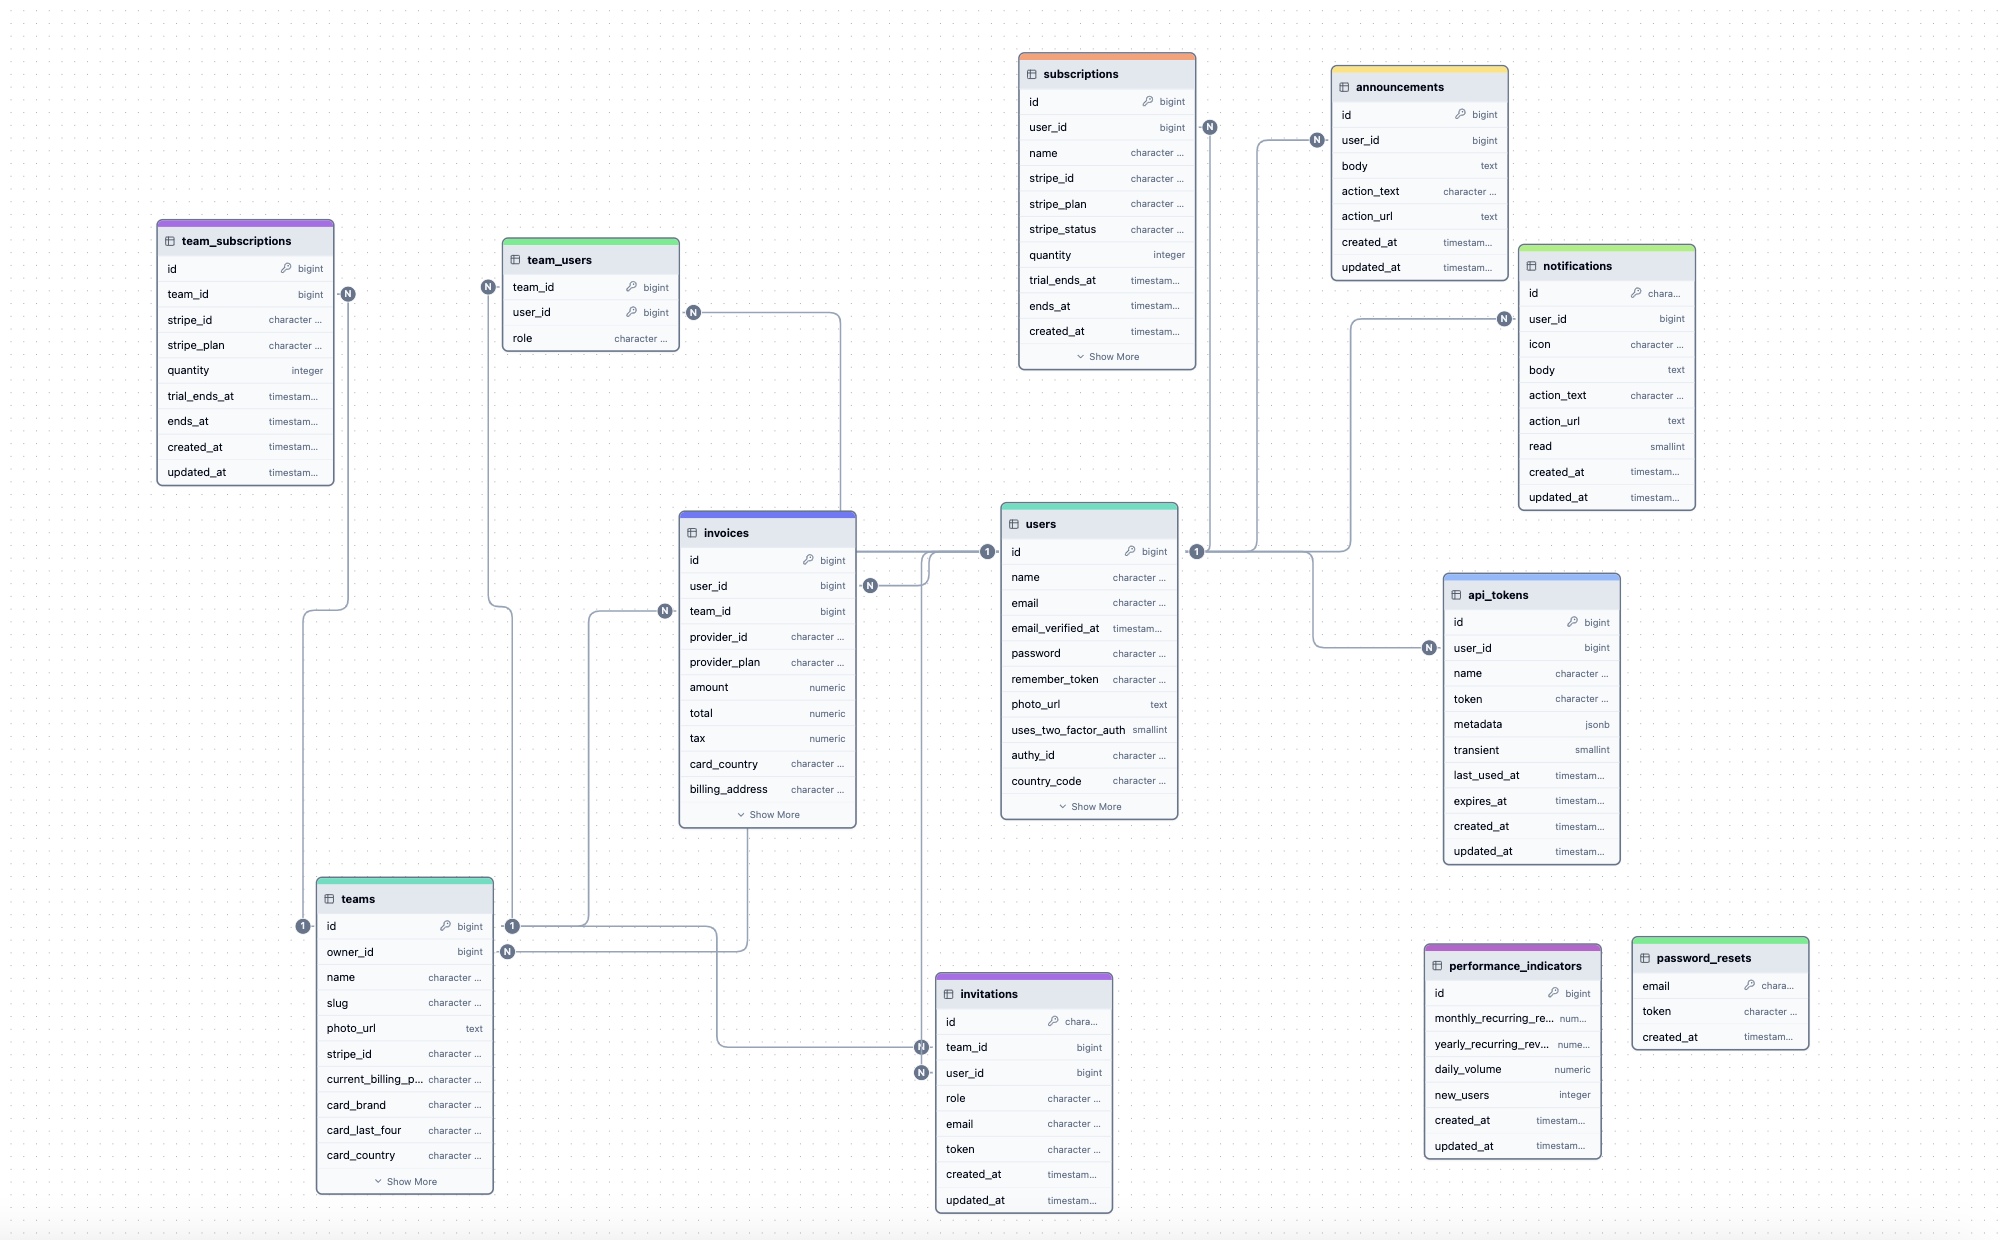 subscriptions
id bigint
user_id bigint
name character ...
stripe_id character ...
stripe_plan character ...
stripe_status character ...
quantity integer
trial_ends_at timestam...
ends_at timestam...
created_at timestam...
Show More
announcements
id bigint
user_id bigint
body text
action_text character ...
action_url text
created_at timestam...
updated_at timestam...
team_subscriptions
id bigint
team_id bigint
stripe_id character ...
stripe_plan character ...
quantity integer
trial_ends_at timestam...
ends_at timestam...
created_at timestam...
updated_at timestam...
team_users
team_id bigint
user_id bigint
role character ...
notifications
id chara...
user_id bigint
icon character ...
body text
action_text character ...
action_url text
read smallint
created_at timestam...
updated_at timestam...
invoices
id bigint
user_id bigint
team_id bigint
provider_id character ...
provider_plan character ...
amount numeric
total numeric
tax numeric
card_country character ...
billing_address character ...
Show More
users
id bigint
name character ...
email character ...
email_verified_at timestam...
password character ...
remember_token character ...
photo_url text
uses_two_factor_auth smallint
authy_id character ...
country_code character ...
Show More
api_tokens
id bigint
user_id bigint
name character ...
token character ...
metadata jsonb
transient smallint
last_used_at timestam...
expires_at timestam...
created_at timestam...
updated_at timestam...
teams
id bigint
owner_id bigint
name character ...
slug character ...
photo_url text
stripe_id character ...
current_billing_p... character ...
card_brand character ...
card_last_four character ...
card_country character ...
Show More
invitations
id chara...
team_id bigint
user_id bigint
role character ...
email character ...
token character ...
created_at timestam...
updated_at timestam...
performance_indicators
id bigint
monthly_recurring_re... num...
yearly_recurring_rev... nume...
daily_volume numeric
new_users integer
created_at timestam...
updated_at timestam...
password_resets
email chara...
token character ...
created_at timestam...
N
N
N
N
N
N
N
1
1
N
N
N
1
1
N
N
N